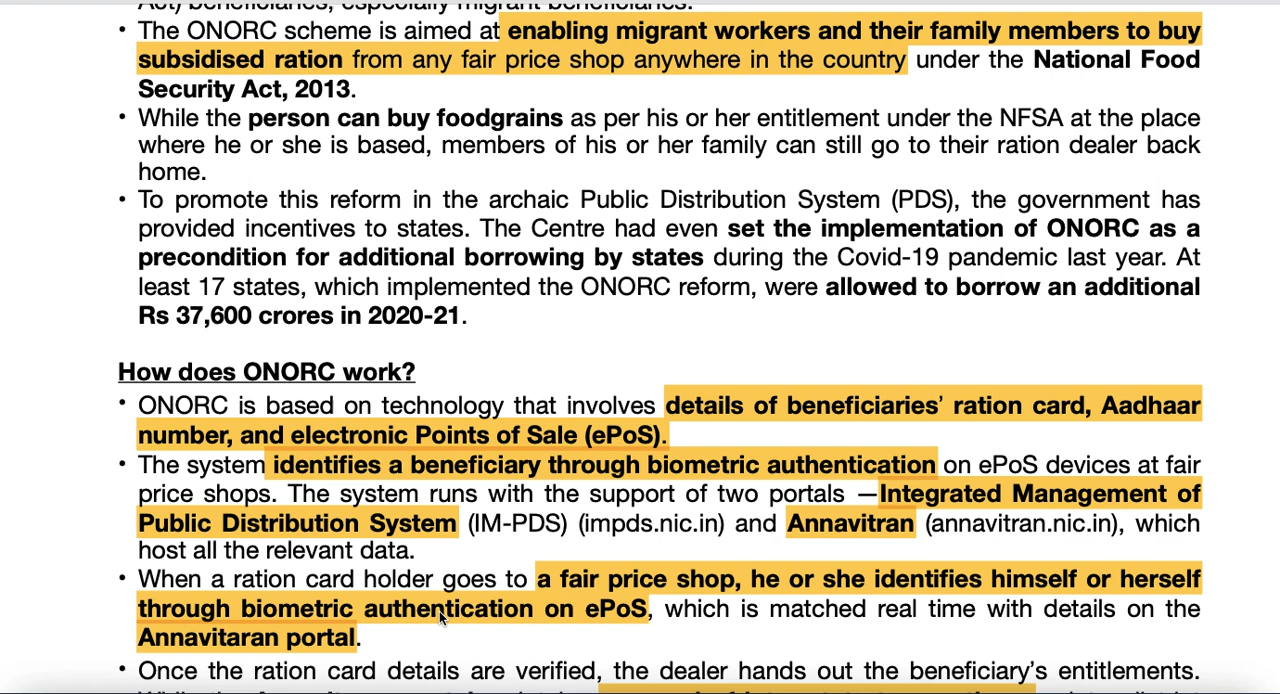 Act) beneficiaries, especially migrant beneficiaries.
• The ONORC scheme is aimed at enabling migrant workers and their family members to buy
subsidised ration from any fair price shop anywhere in the country under the National Food
Security Act, 2013.
• While the person can buy foodgrains as per his or her entitlement under the NFSA at the place
where he or she is based, members of his or her family can still go to their ration dealer back
home.
• To promote this reform in the archaic Public Distribution System (PDS), the government has
provided incentives to states. The Centre had even set the implementation of ONORC as a
precondition for additional borrowing by states during the Covid-19 pandemic last year. At
least 17 states, which implemented the ONORC reform, were allowed to borrow an additional
Rs 37,600 crores in 2020-21.
How does ONORC work?
• ONORC is based on technology that involves details of beneficiaries’ ration card, Aadhaar
number, and electronic Points of Sale (ePoS).
• The system identifies a beneficiary through biometric authentication on ePoS devices at fair
price shops. The system runs with the support of two portals —Integrated Management of
Public Distribution System (IM-PDS) (impds.nic.in) and Annavitran (annavitran.nic.in), which
host all the relevant data.
• When a ration card holder goes to a fair price shop, he or she identifies himself or herself
through biometric authentication on ePoS, which is matched real time with details on the
Annavitaran portal.
• Once the ration card details are verified, the dealer hands out the beneficiary’s entitlements.